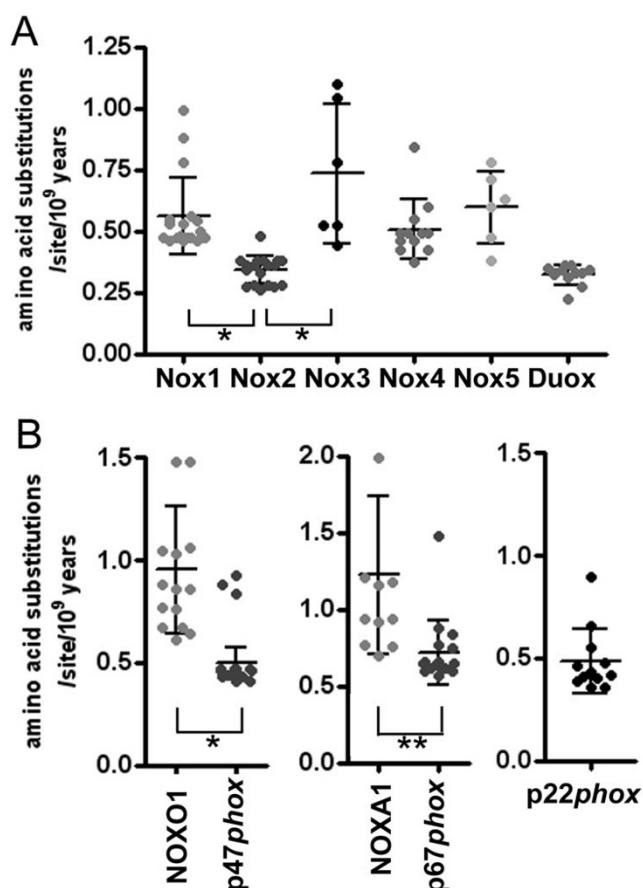 A
amino acid substitutions
/site/10⁹ years
1.25
1.00
0.75
0.50
0.25
0.00
* *
Nox1 Nox2 Nox3 Nox4 Nox5 Duox
B
amino acid substitutions
/site/10⁹ years
1.5
1.0
0.5
0.0
*
NOXO1
p47phox
2.0
1.5
1.0
0.5
0.0
**
NOXA1
p67phox
1.5
1.0
0.5
0.0
p22phox